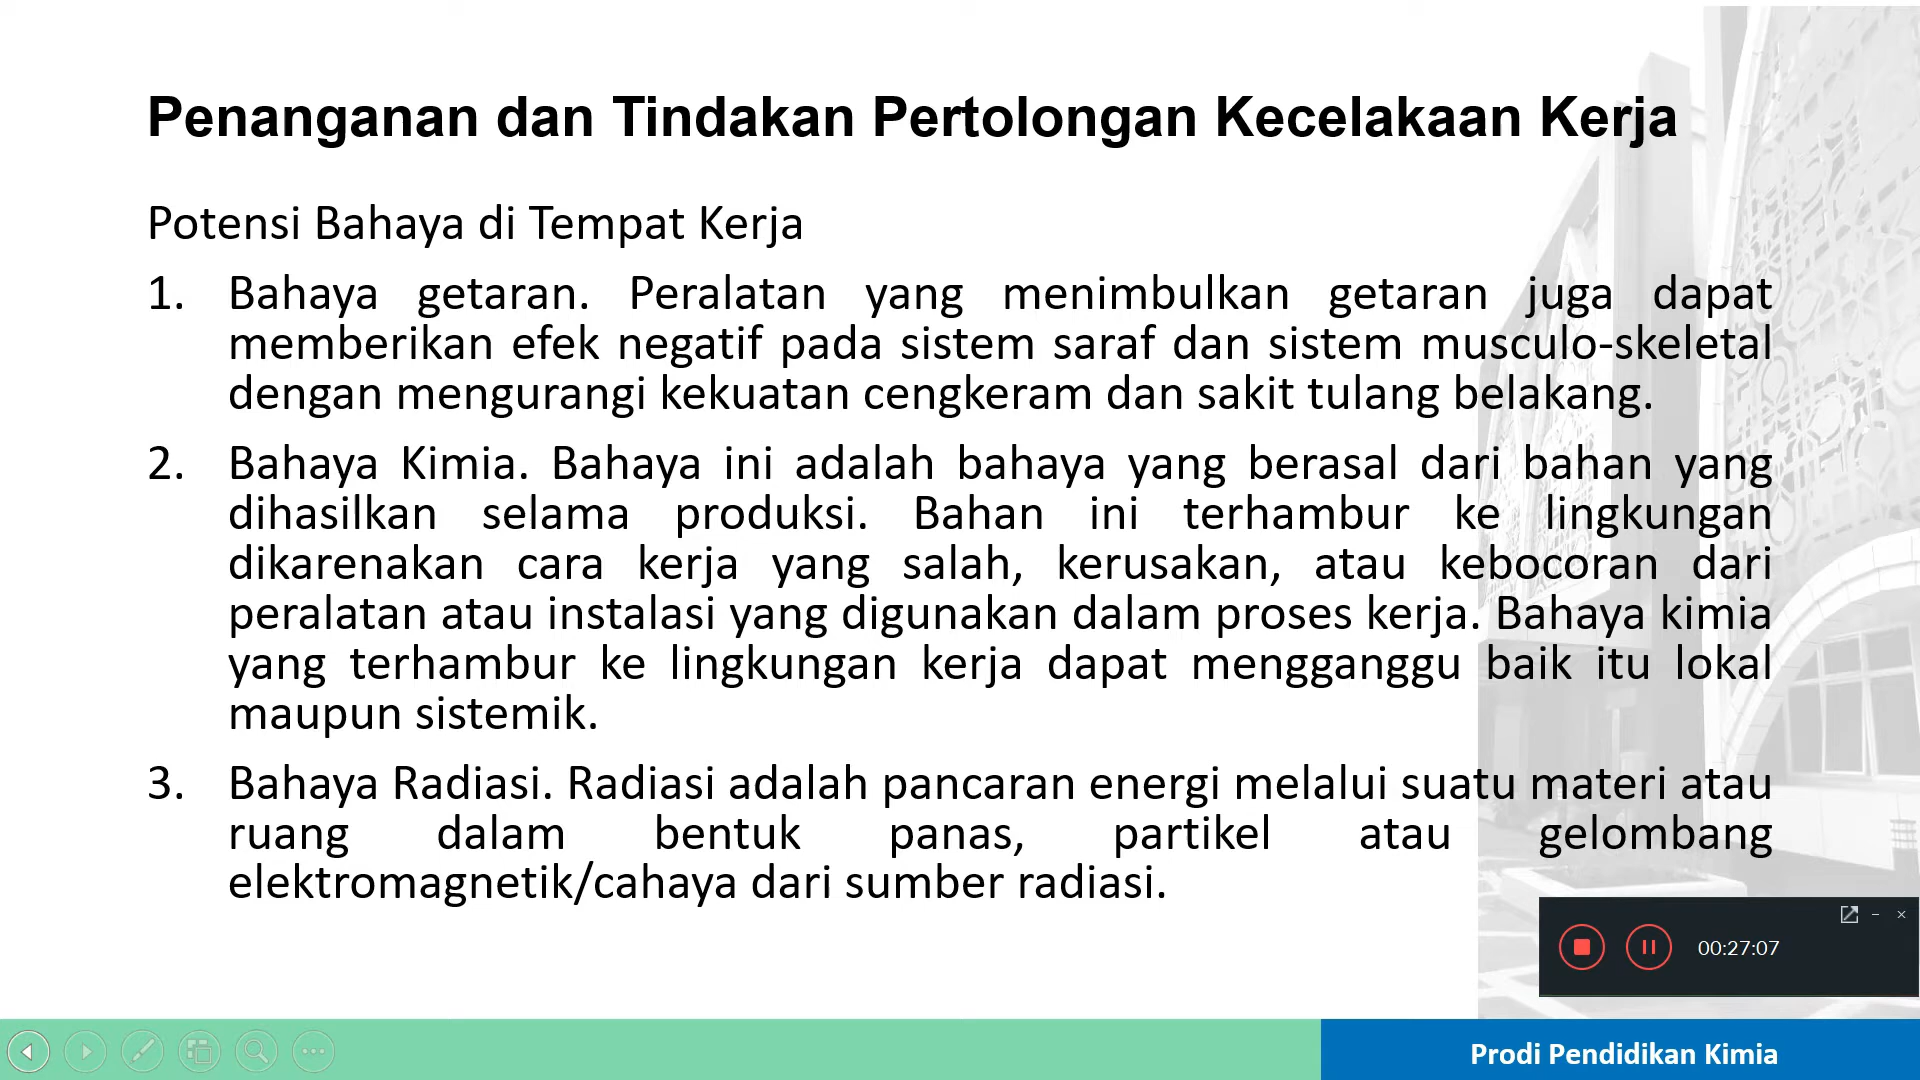 Penanganan dan Tindakan Pertolongan Kecelakaan Kerja
Potensi Bahaya di Tempat Kerja
1. Bahaya getaran. Peralatan yang menimbulkan getaran juga dapat
memberikan efek negatif pada sistem saraf dan sistem musculo-skeletal
dengan mengurangi kekuatan cengkeram dan sakit tulang belakang.
2. Bahaya Kimia. Bahaya ini adalah bahaya yang berasal dari bahan yang
dihasilkan selama produksi. Bahan ini terhambur ke lingkungan
dikarenakan cara kerja yang salah, kerusakan, atau kebocoran dari
peralatan atau instalasi yang digunakan dalam proses kerja. Bahaya kimia
yang terhambur ke lingkungan kerja dapat mengganggu baik itu lokal
maupun sistemik.
3. Bahaya Radiasi. Radiasi adalah pancaran energi melalui suatu materi atau
ruang dalam bentuk panas, partikel atau gelombang
elektromagnetik/cahaya dari sumber radiasi.
00:27:07
Prodi Pendidikan Kimia